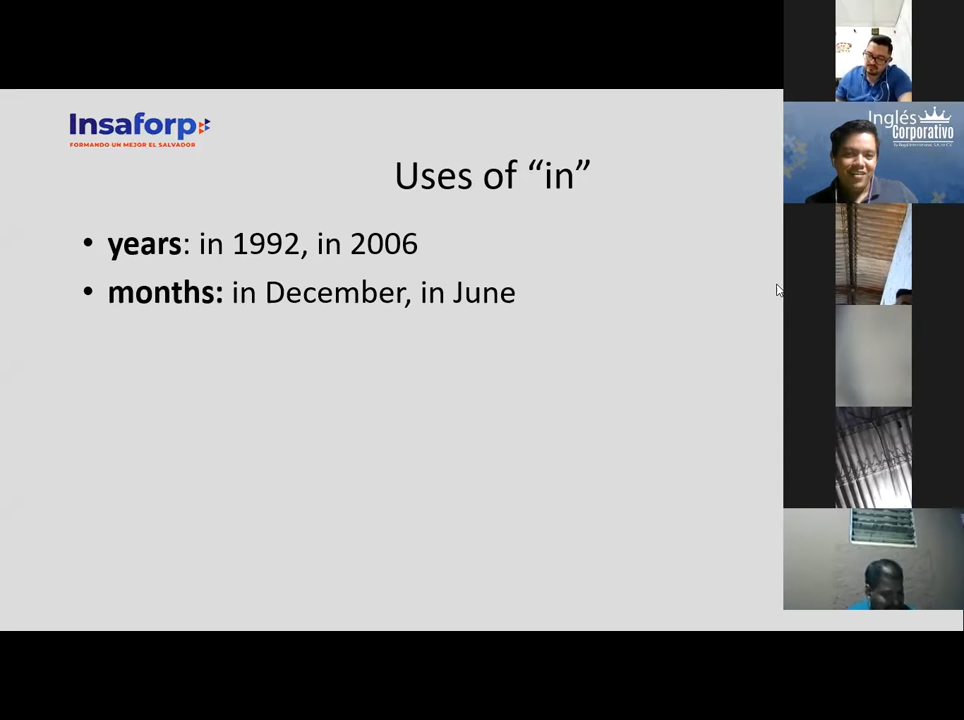 Insaforp
FORMANDO UN MEJOR EL SALVADOR
Uses of “in”
• years: in 1992, in 2006
• months: in December, in June
Inglés
Corporativo